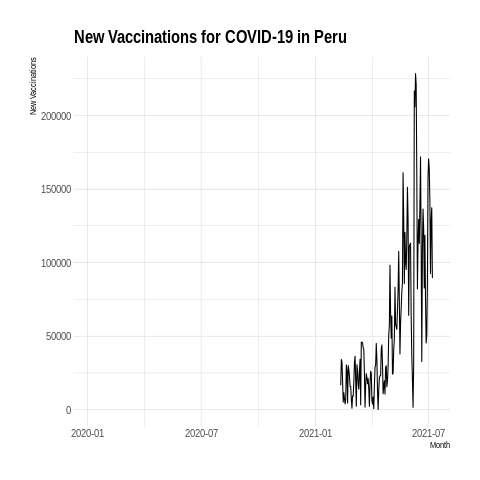 New Vaccinations for COVID-19 in Peru
New Vaccinations
200000
150000
100000
50000
0
2020-01 2020-07 2021-01 2021-07
Month